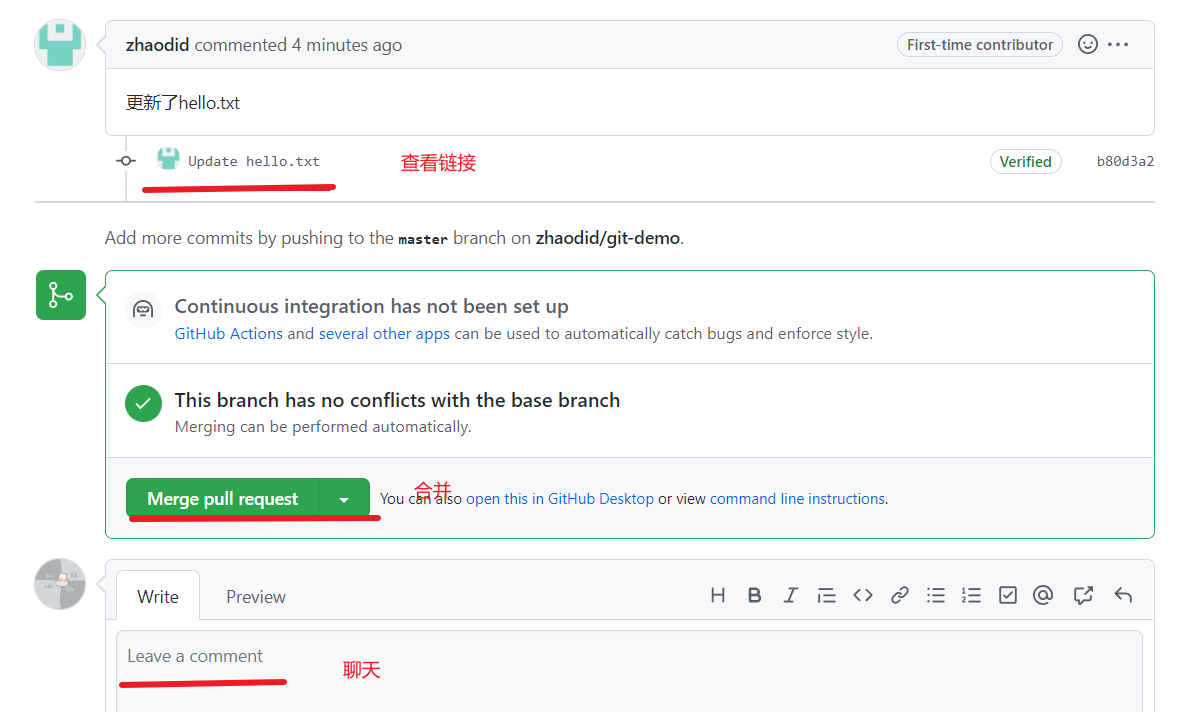 zhaodid commented 4 minutes ago First-time contributor
更新了hello.txt
Update hello.txt 查看链接 Verified b80d3a2
Add more commits by pushing to the master branch on zhaodid/git-demo.
Continuous integration has not been set up
GitHub Actions and several other apps can be used to automatically catch bugs and enforce style.
This branch has no conflicts with the base branch
Merging can be performed automatically.
合并
Merge pull request You can also open this in GitHub Desktop or view command line instructions.
Write Preview
Leave a comment 聊天